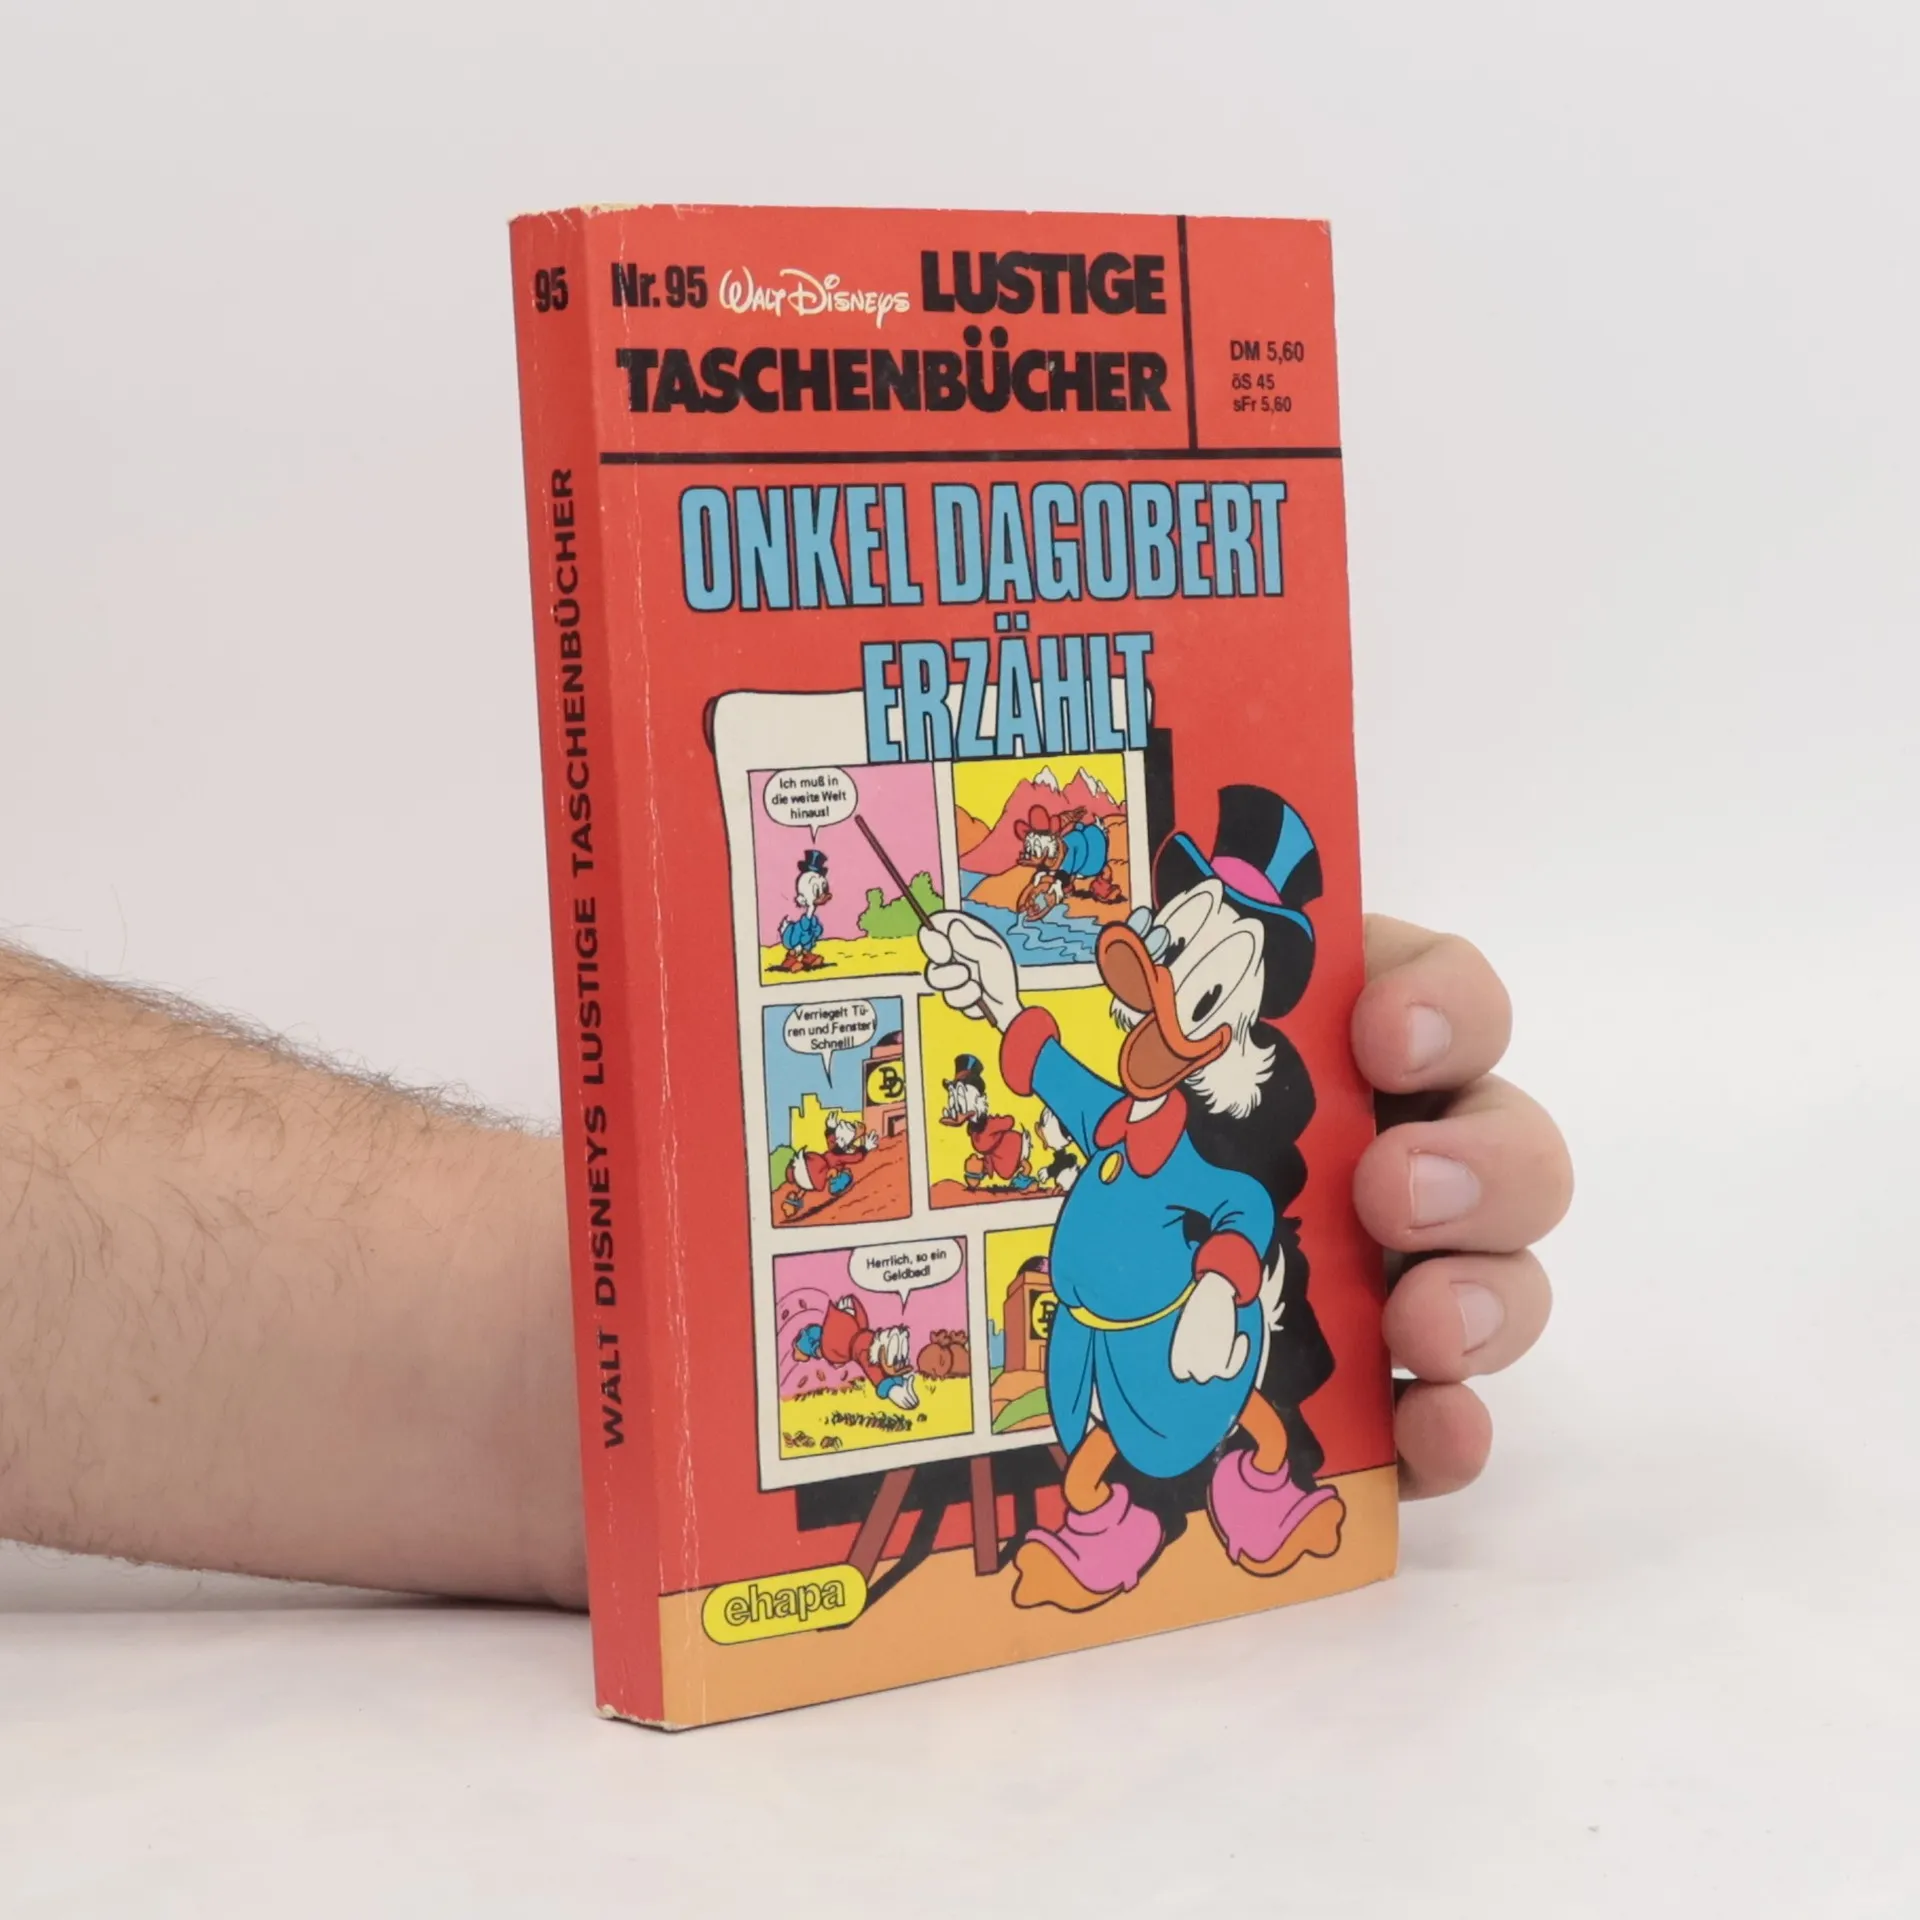 95
Nr. 95 WALT DISNEYS LUSTIGE
TASCHENBÜCHER
DM 5,60
öS 45
sFr 5,60
ONKEL DAGOBERT
ERZÄHLT
Ich muß in
die weite Welt
hinaus!
Verriegelt Tü-
ren und Fenster!
Schnell!
Herrlich, so ein
Geldbad!
ehapa
WALT DISNEYS LUSTIGE TASCHENBÜCHER